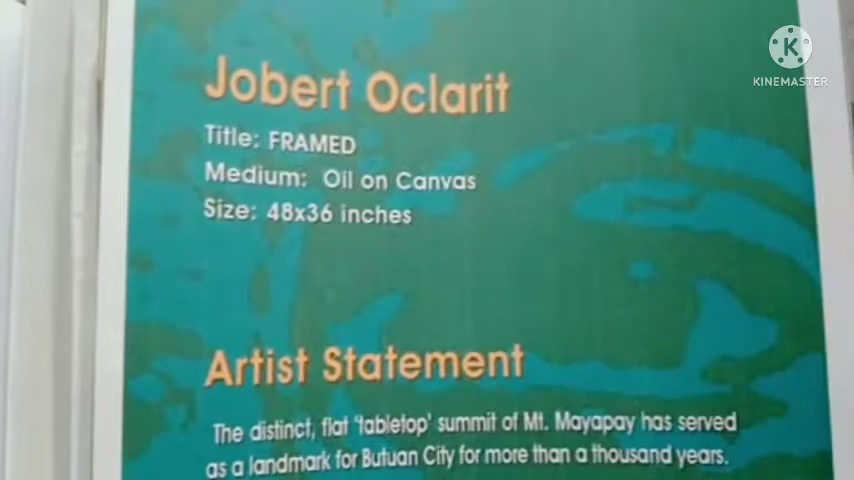 KINEMASTER
Jobert Oclarit
Title: FRAMED
Medium: Oil on Canvas
Size: 48x36 inches
Artist Statement
The distinct, flat 'tabletop' summit of Mt. Mayapay has served
as a landmark for Butuan City for more than a thousand years.